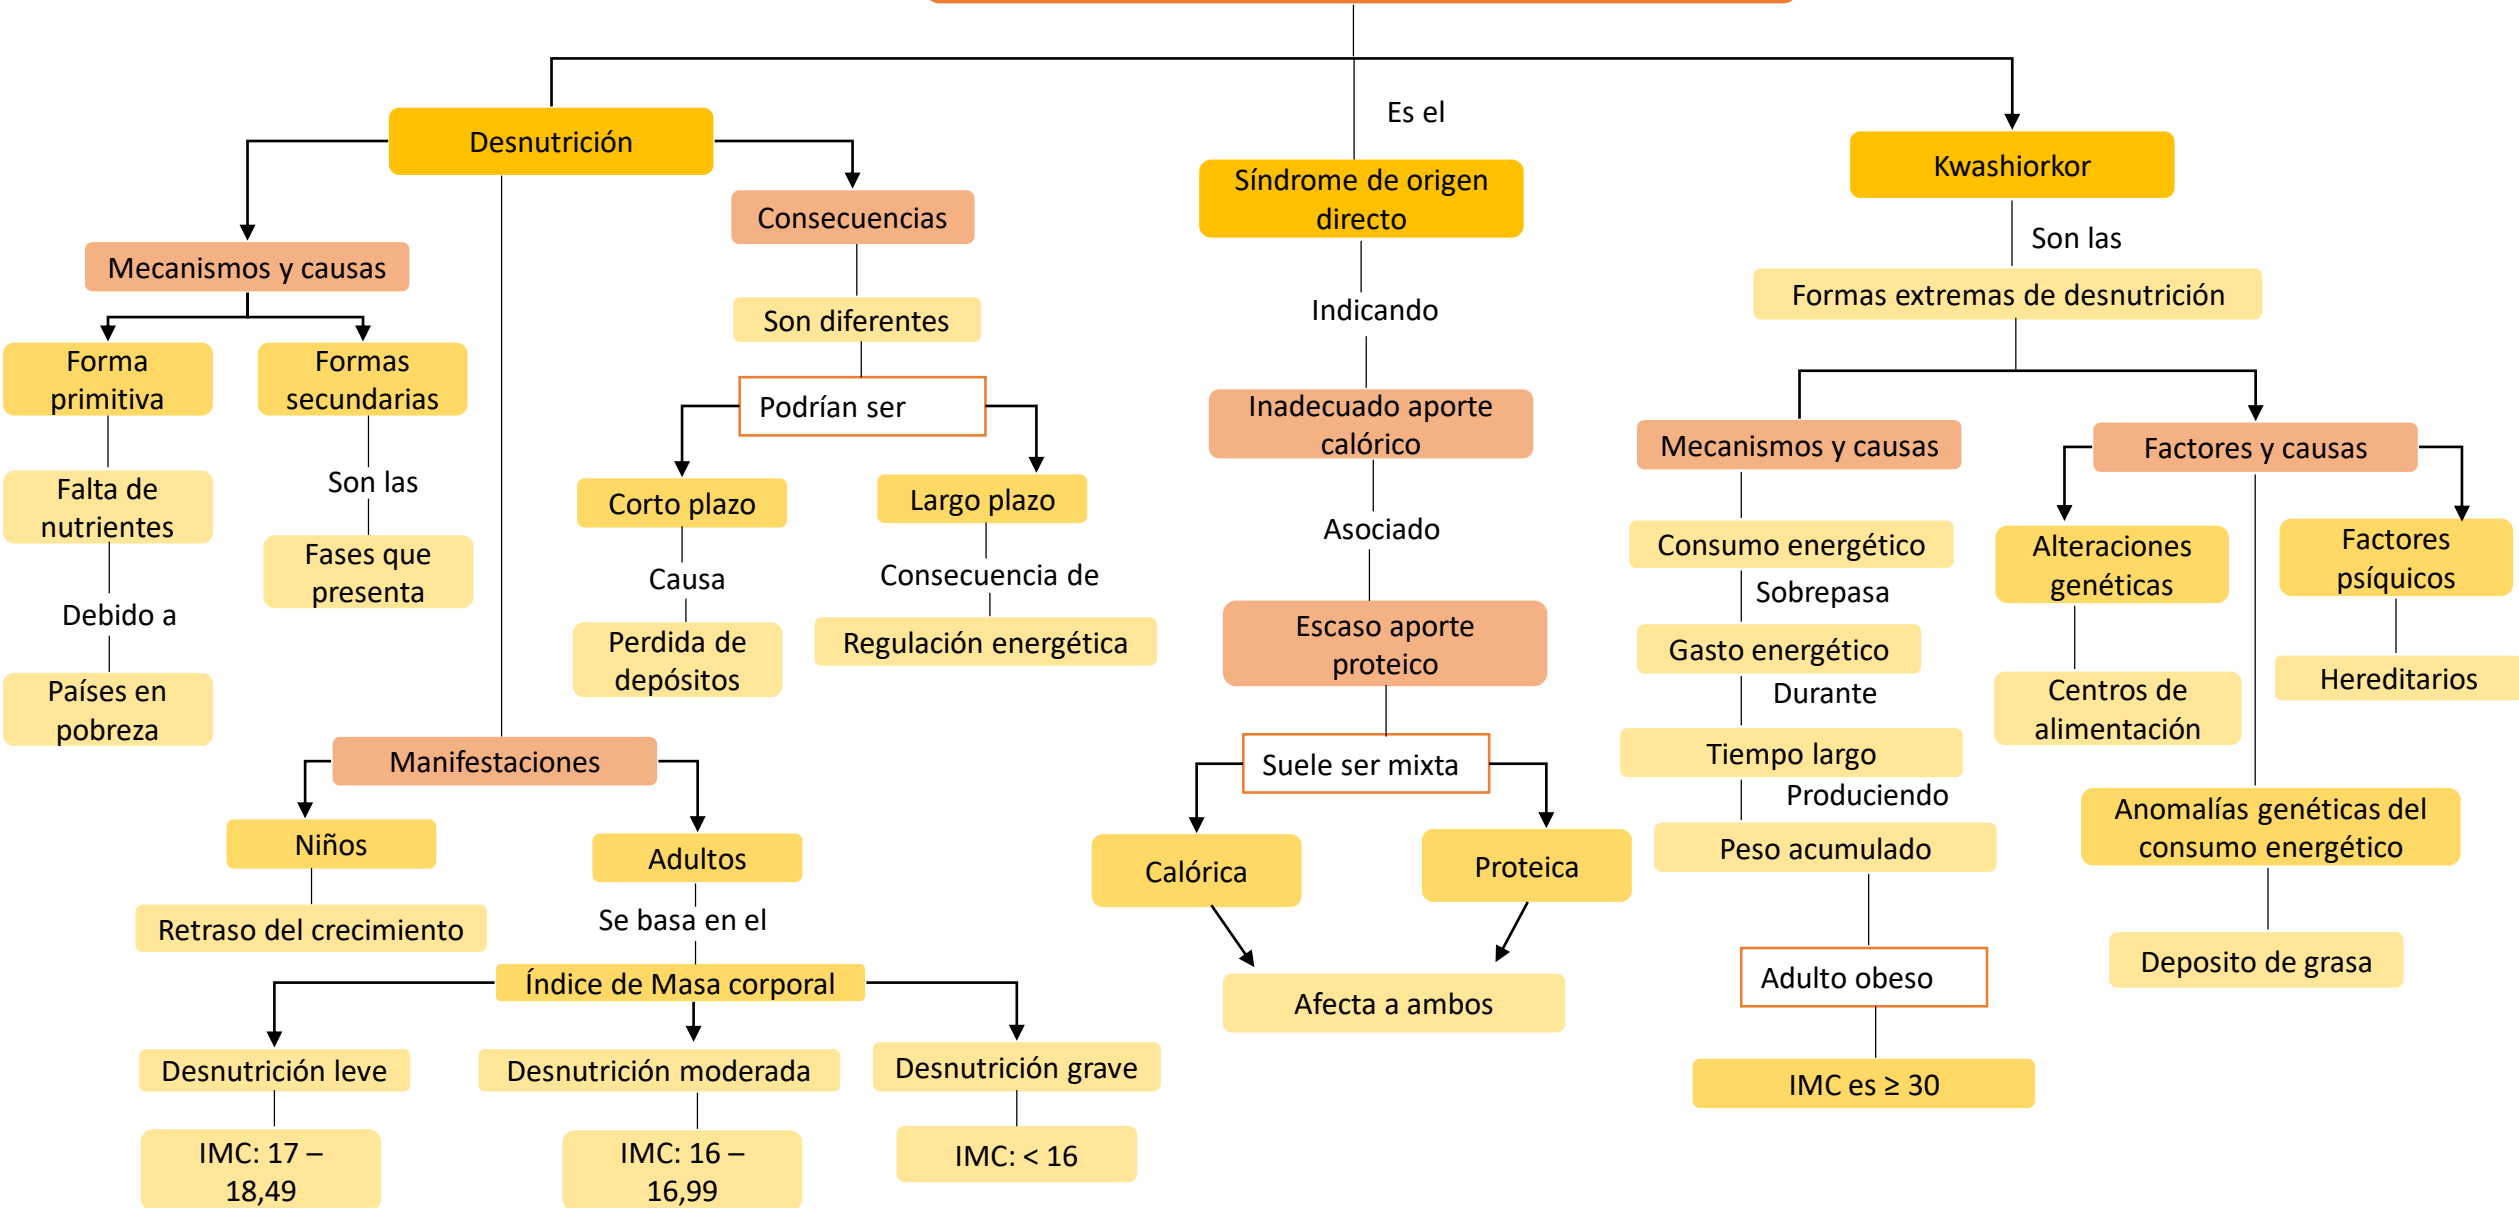 Desnutrición
Mecanismos y causas
Forma
primitiva
Falta de
nutrientes
Debido a
Países en
pobreza
Formas
secundarias
Son las
Fases que
presenta
Consecuencias
Son diferentes
Podrían ser
Corto plazo
Causa
Perdida de
depósitos
Largo plazo
Consecuencia de
Regulación energética
Manifestaciones
Niños
Retraso del crecimiento
Adultos
Se basa en el
Índice de Masa corporal
Desnutrición leve
IMC: 17 –
18,49
Desnutrición moderada
IMC: 16 –
16,99
Desnutrición grave
IMC: < 16
Es el
Síndrome de origen
directo
Indicando
Inadecuado aporte
calórico
Asociado
Escaso aporte
proteico
Suele ser mixta
Calórica
Proteica
Afecta a ambos
Kwashiorkor
Son las
Formas extremas de desnutrición
Mecanismos y causas
Consumo energético
Sobrepasa
Gasto energético
Durante
Tiempo largo
Produciendo
Peso acumulado
Adulto obeso
IMC es ≥ 30
Factores y causas
Alteraciones
genéticas
Centros de
alimentación
Anomalías genéticas del
consumo energético
Deposito de grasa
Factores
psíquicos
Hereditarios